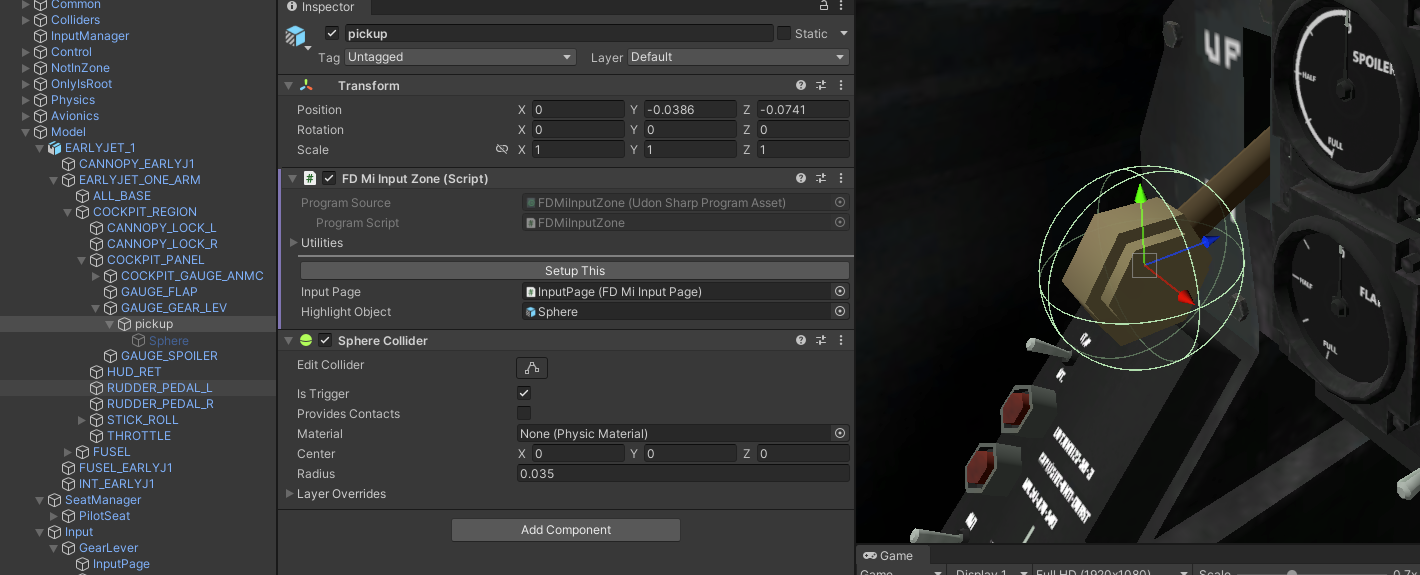 Common
Colliders
InputManager
Control
NotInZone
OnlyIsRoot
Physics
Avionics
Model
EARLYJET_1
CANNOPY_EARLYJ1
EARLYJET_ONE_ARM
ALL_BASE
COCKPIT_REGION
CANNOPY_LOCK_L
CANNOPY_LOCK_R
COCKPIT_PANEL
COCKPIT_GAUGE_ANMC
GAUGE_FLAP
GAUGE_GEAR_LEV
pickup
Sphere
GAUGE_SPOILER
HUD_RET
RUDDER_PEDAL_L
RUDDER_PEDAL_R
STICK_ROLL
THROTTLE
FUSEL
FUSEL_EARLYJ1
INT_EARLYJ1
SeatManager
PilotSeat
Input
GearLever
InputPage
Inspector
pickup Static
Tag Untagged Layer Default
Transform
Position X 0 Y -0.0386 Z -0.0741
Rotation X 0 Y 0 Z 0
Scale X 1 Y 1 Z 1
# FD Mi Input Zone (Script)
Program Source FDMiInputZone (Udon Sharp Program Asset)
Program Script FDMiInputZone
Utilities
Setup This
Input Page InputPage (FD Mi Input Page)
Highlight Object Sphere
Sphere Collider
Edit Collider
Is Trigger
Provides Contacts
Material None (Physic Material)
Center X 0 Y 0 Z 0
Radius 0.035
Layer Overrides
Add Component
UP
SPOILER
HALF
FULL
HALF
FULL
Game
Game Display 1 Full HD (1920x1080) Scale 0.7x